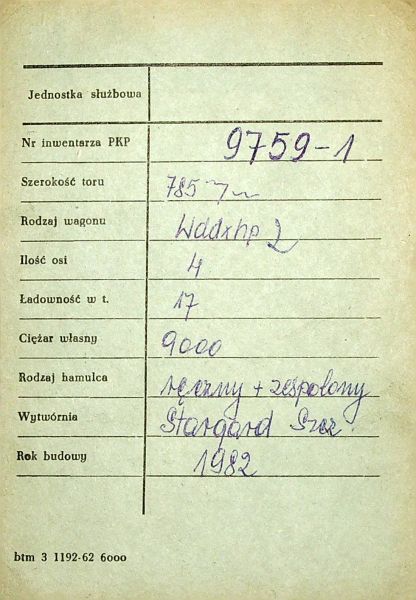 Jednostka służbowa
Nr inwentarza PKP 9759-1
Szerokość toru 785 mm
Rodzaj wagonu Wddxhp 2
Ilość osi 4
Ładowność w t. 17
Ciężar własny 9000
Rodzaj hamulca ręczny + zespolony
Wytwórnia Stargard Szcz.
Rok budowy 1982
btm 3 1192-62 6000